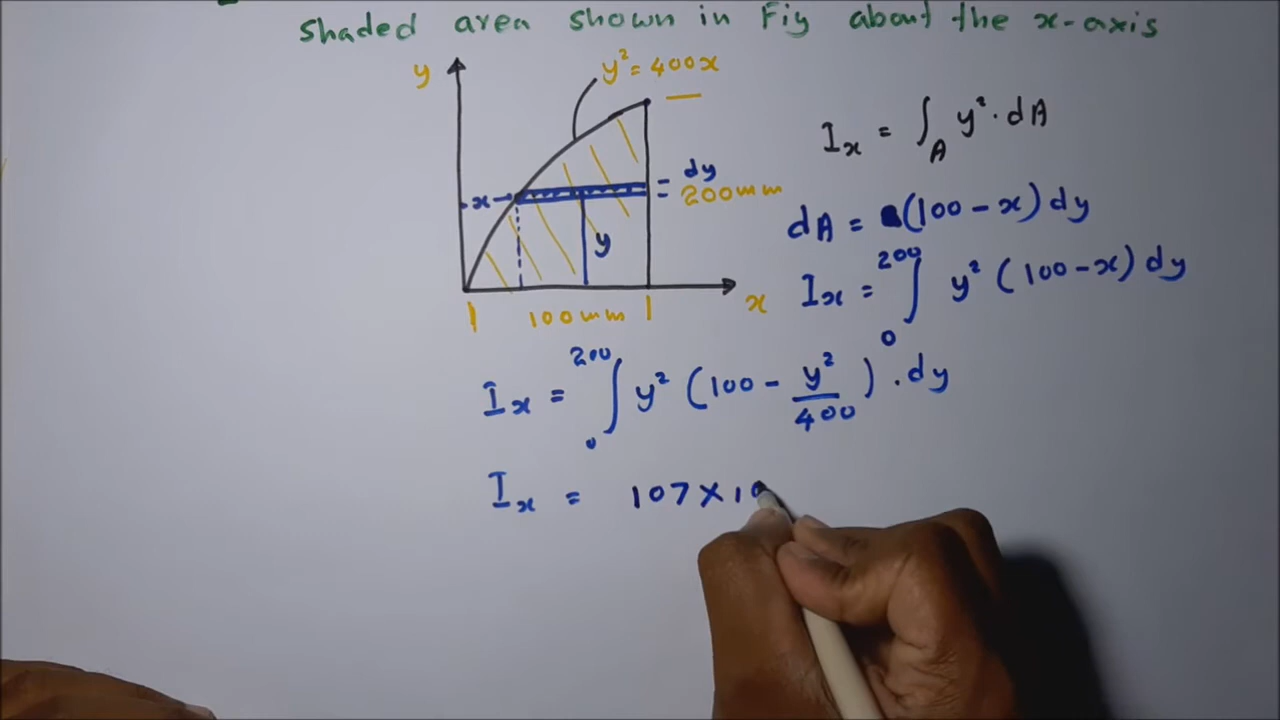 shaded area shown in Fig about the x-axis
y
y² = 400x
dy
200mm
x
y
x
100mm
Iₓ = ∫_A y² · dA
dA = (100 - x) dy
Iₓ = ∫₀²⁰⁰ y² (100 - x) dy
Iₓ = ∫₀²⁰⁰ y² (100 - y²/400) . dy
Iₓ = 107 × 10